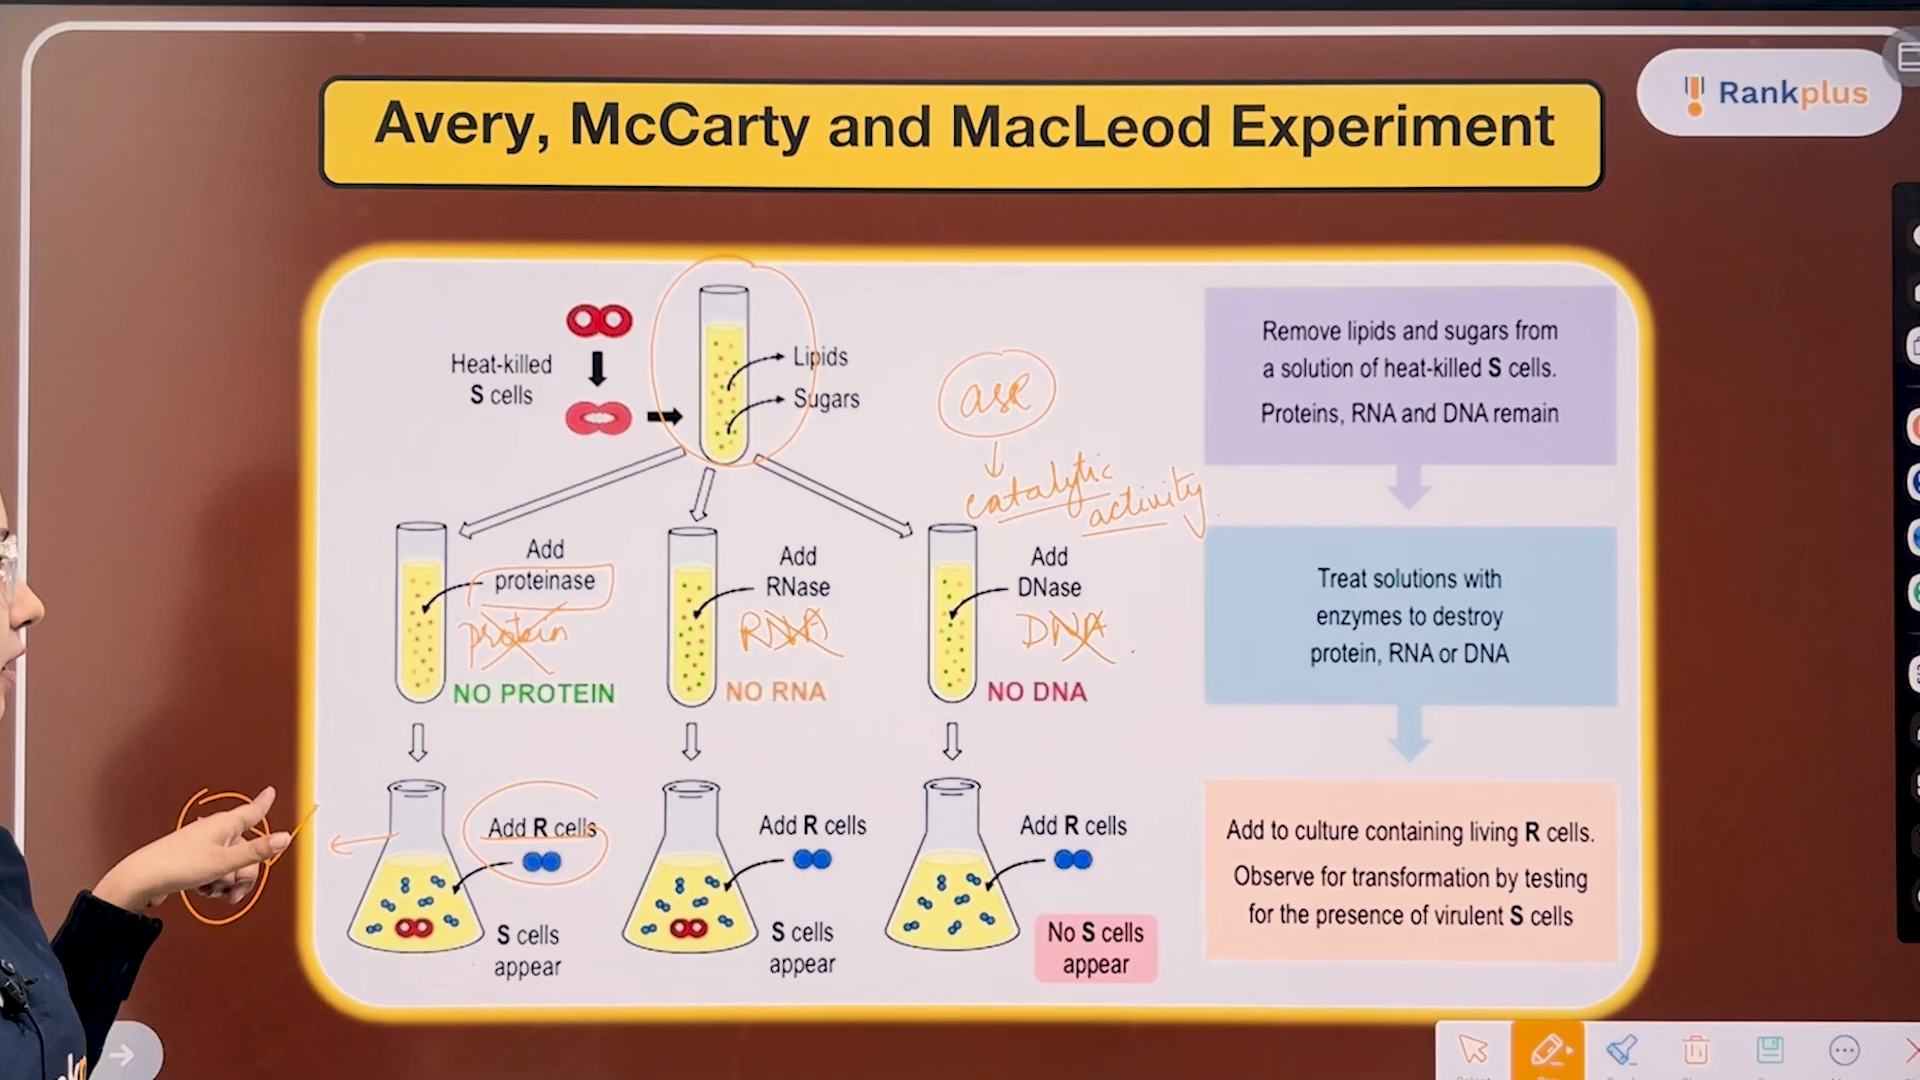 Avery, McCarty and MacLeod Experiment
Rankplus
Heat-killed
S cells
Lipids
Sugars
ase
catalytic
activity
Add
proteinase
protein
NO PROTEIN
Add
RNase
RNA
NO RNA
Add
DNase
DNA
NO DNA
Add R cells
S cells
appear
Add R cells
S cells
appear
Add R cells
No S cells
appear
Remove lipids and sugars from
a solution of heat-killed S cells.
Proteins, RNA and DNA remain
Treat solutions with
enzymes to destroy
protein, RNA or DNA
Add to culture containing living R cells.
Observe for transformation by testing
for the presence of virulent S cells